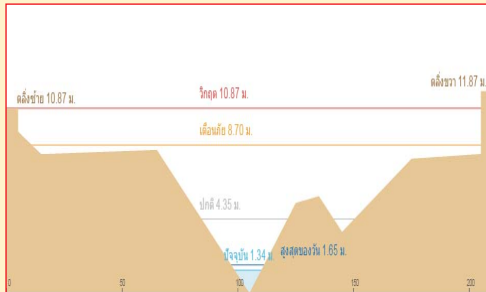 ตลิ่งขวา 11.87 ม.
ตลิ่งซ้าย 10.87 ม.
วิกฤต 10.87 ม.
เตือนภัย 8.70 ม.
ปกติ 4.35 ม.
ปัจจุบัน 1.34 ม.
สูงสุดของวัน 1.65 ม.
0
50
100
150
200